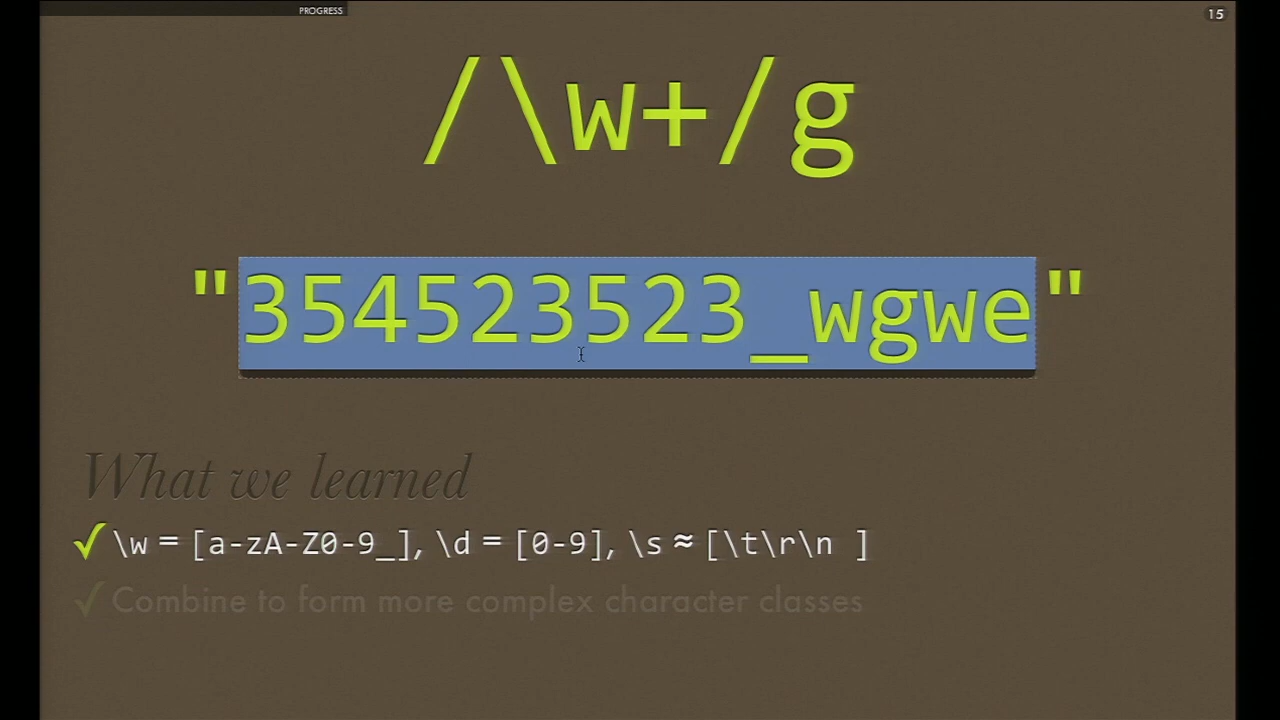 PROGRESS
15
/\w+/g
"354523523_wgwe"
What we learned
✓ \w = [a-zA-Z0-9_], \d = [0-9], \s ≈ [\t\r\n ]
✓ Combine to form more complex character classes